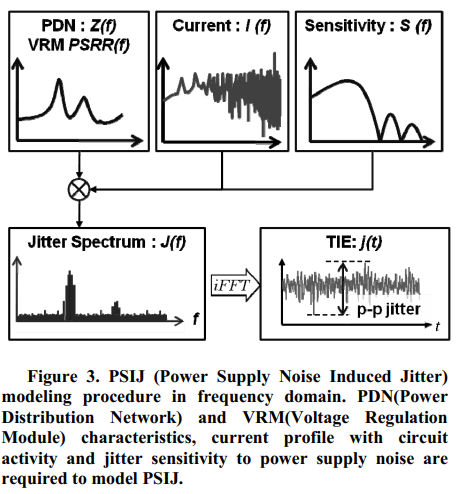 PDN : Z(f)
VRM PSRR(f)
Current : I (f)
Sensitivity : S (f)
Jitter Spectrum : J(f)
f
iFFT
TIE: j(t)
p-p jitter
t
Figure 3. PSIJ (Power Supply Noise Induced Jitter)
modeling procedure in frequency domain. PDN(Power
Distribution Network) and VRM(Voltage Regulation
Module) characteristics, current profile with circuit
activity and jitter sensitivity to power supply noise are
required to model PSIJ.